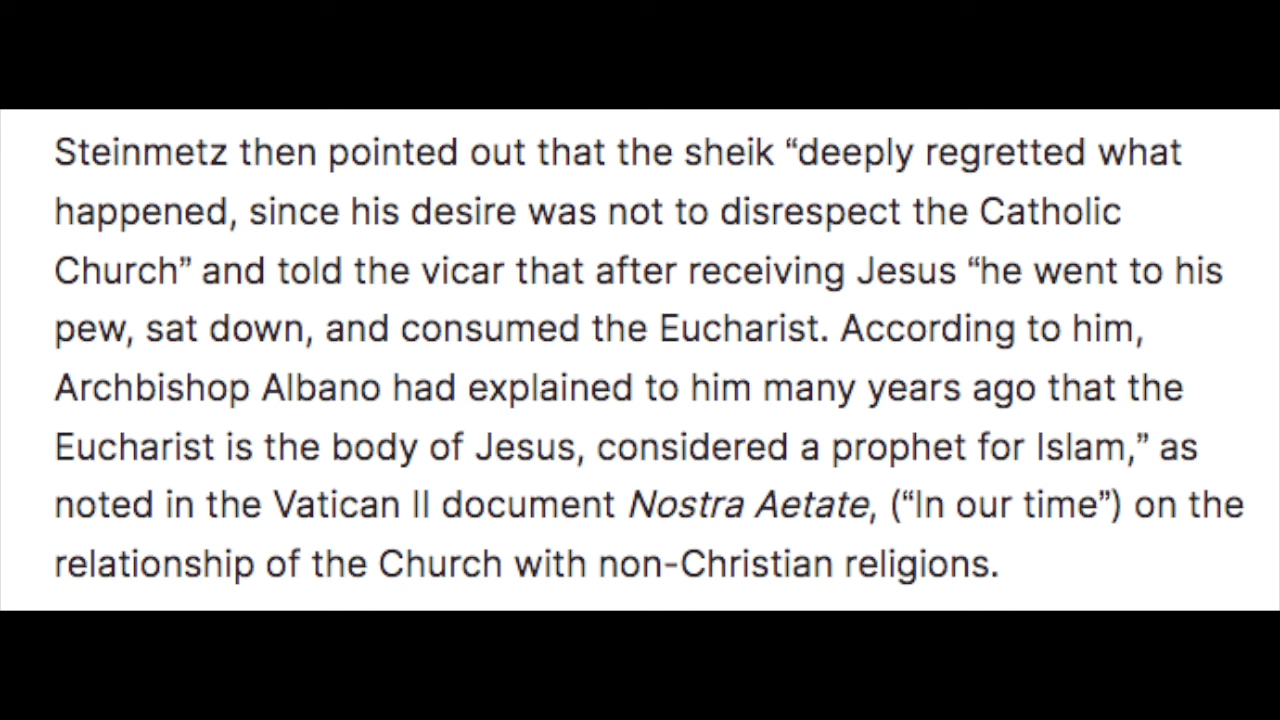 Steinmetz then pointed out that the sheik “deeply regretted what
happened, since his desire was not to disrespect the Catholic
Church” and told the vicar that after receiving Jesus “he went to his
pew, sat down, and consumed the Eucharist. According to him,
Archbishop Albano had explained to him many years ago that the
Eucharist is the body of Jesus, considered a prophet for Islam,” as
noted in the Vatican II document Nostra Aetate, (“In our time”) on the
relationship of the Church with non-Christian religions.